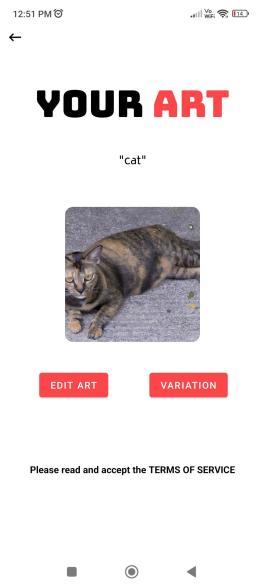 12:51 PM
Vo
WiFi
14
YOUR ART
"cat"
EDIT ART
VARIATION
Please read and accept the TERMS OF SERVICE